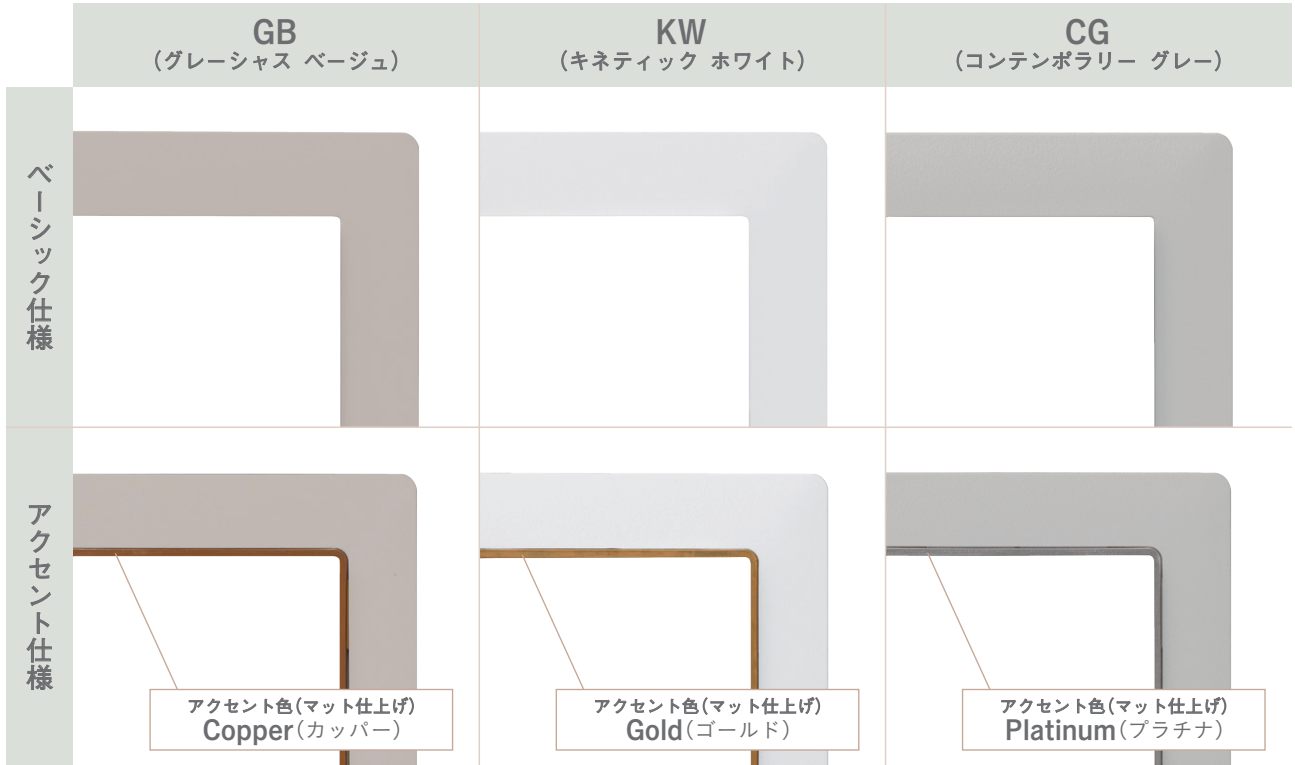 GB
（グレーシャス ベージュ）
KW
（キネティック ホワイト）
CG
（コンテンポラリー グレー）
ベーシック仕様
アクセント仕様
アクセント色（マット仕上げ）
Copper（カッパー）
アクセント色（マット仕上げ）
Gold（ゴールド）
アクセント色（マット仕上げ）
Platinum（プラチナ）